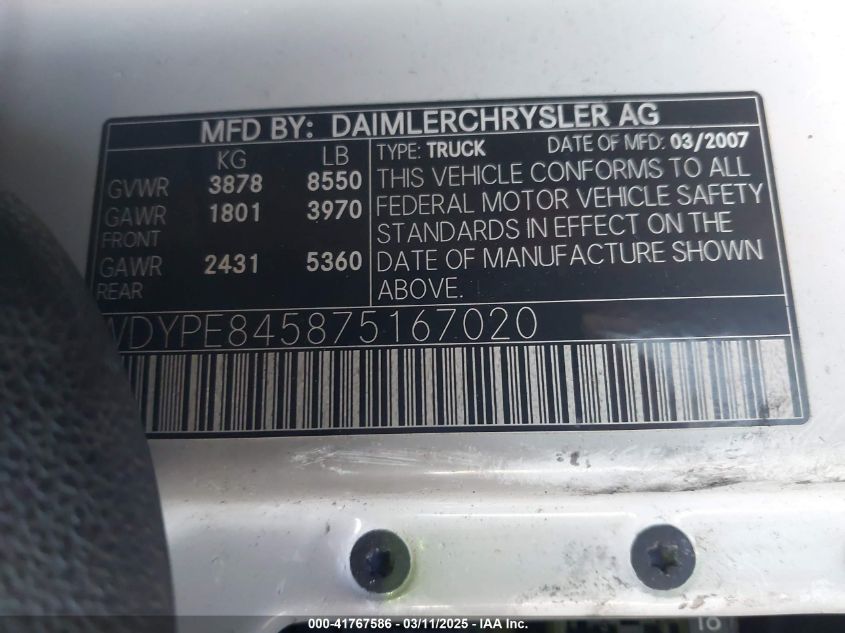 MFD BY: DAIMLERCHRYSLER AG
KG LB
GVWR 3878 8550
GAWR 1801 3970
FRONT
GAWR 2431 5360
REAR
TYPE: TRUCK DATE OF MFD: 03/2007
THIS VEHICLE CONFORMS TO ALL
FEDERAL MOTOR VEHICLE SAFETY
STANDARDS IN EFFECT ON THE
DATE OF MANUFACTURE SHOWN
ABOVE.
WDYPE845875167020
000-41767586 - 03/11/2025 - IAA Inc.